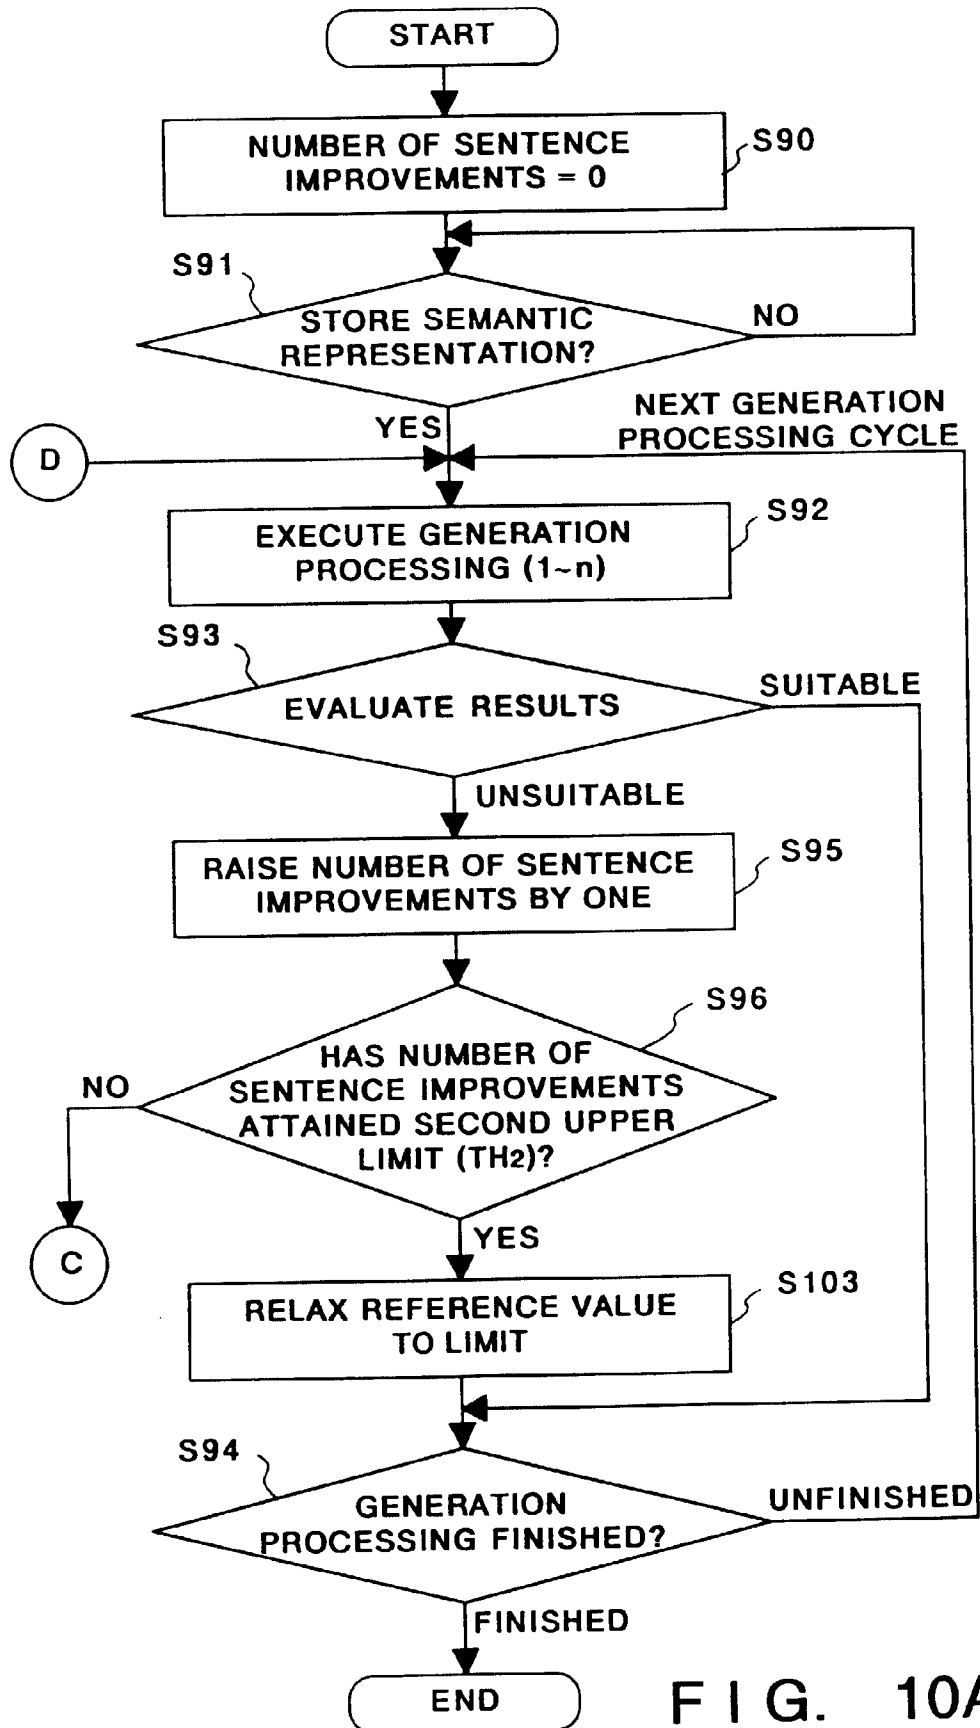 START
NUMBER OF SENTENCE
IMPROVEMENTS = 0
S90
S91
STORE SEMANTIC
REPRESENTATION?
NO
YES
NEXT GENERATION
PROCESSING CYCLE
D
EXECUTE GENERATION
PROCESSING (1~n)
S92
S93
EVALUATE RESULTS
SUITABLE
UNSUITABLE
RAISE NUMBER OF SENTENCE
IMPROVEMENTS BY ONE
S95
S96
HAS NUMBER OF
SENTENCE IMPROVEMENTS
ATTAINED SECOND UPPER
LIMIT (TH2)?
NO
C
YES
RELAX REFERENCE VALUE
TO LIMIT
S103
S94
GENERATION
PROCESSING FINISHED?
UNFINISHED
FINISHED
END
FIG. 10A